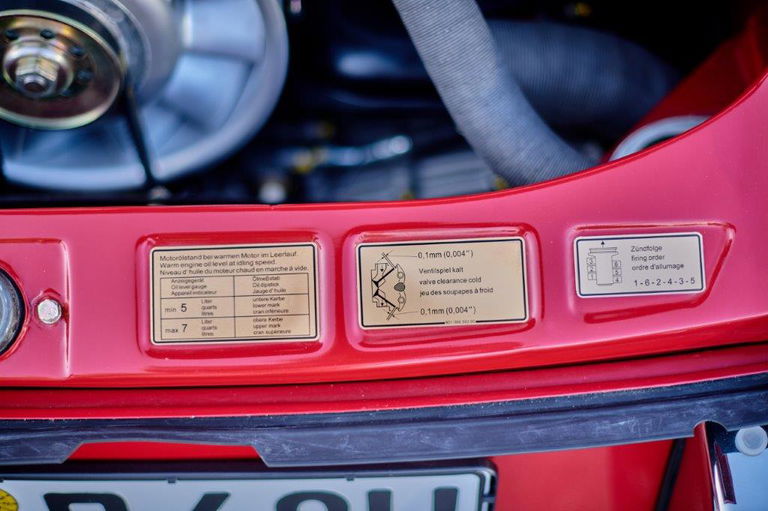 Motorölstand bei warmen Motor im Leerlauf.
Warm engine oil level at idling speed.
Niveau d'huile du moteur chaud en marche à vide.
Anzeigegerät
Oil level gauge
Appareil indicateur
Ölmeßstab
Oil dipstick
Jauge d'huile
min 5
Liter
quarts
litres
untere Kerbe
lower mark
cran inférieure
max 7
Liter
quarts
litres
obere Kerbe
upper mark
cran supérieure
0,1mm (0,004")
Ventilspiel kalt
valve clearance cold
jeu des soupapes à froid
0.1mm (0,004")
Zündfolge
firing order
ordre d'allumage
1-6-2-4-3-5